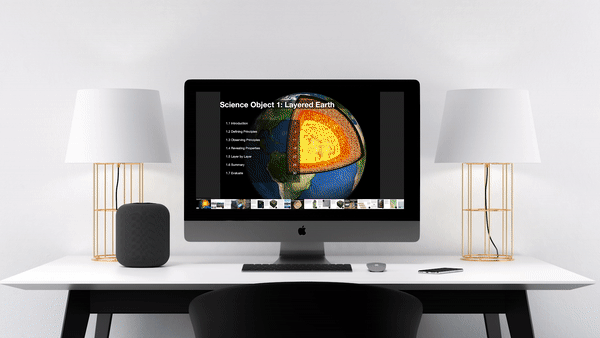 Science Object 1: Layered Earth
1.1 Introduction
1.2 Defining Principles
1.3 Observing Principles
1.4 Revealing Properties
1.5 Layer by Layer
1.6 Summary
1.7 Evaluate